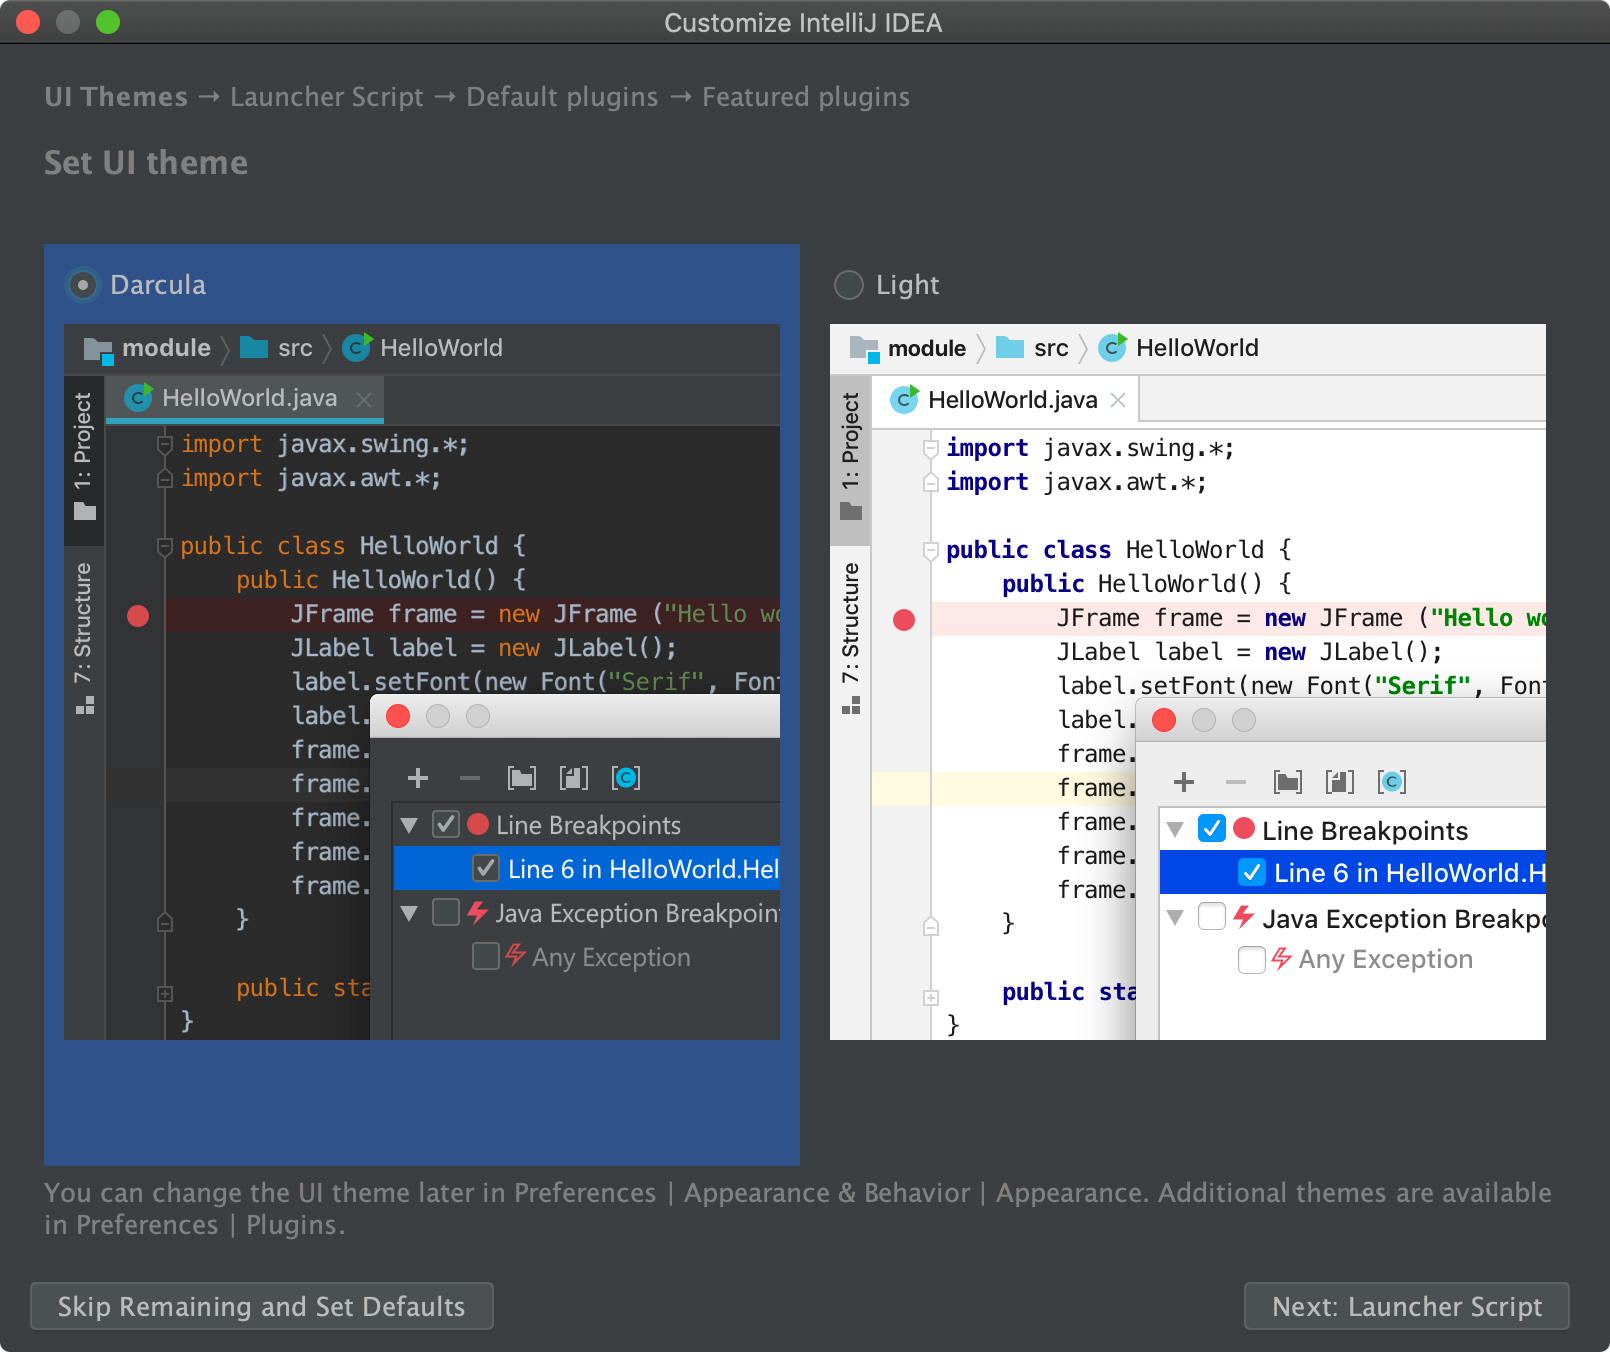 Customize IntelliJ IDEA
UI Themes → Launcher Script → Default plugins → Featured plugins
Set UI theme
Darcula
module src HelloWorld
HelloWorld.java
1: Project
7: Structure
import javax.swing.*;
import javax.awt.*;
public class HelloWorld {
public HelloWorld() {
JFrame frame = new JFrame ("Hello wo
JLabel label = new JLabel();
label.setFont(new Font("Serif", Font
label.
frame.
frame.
frame.
frame.
frame.
}
public sta
}
Line Breakpoints
Line 6 in HelloWorld.Hel
Java Exception Breakpoin
Any Exception
Light
module src HelloWorld
HelloWorld.java
1: Project
7: Structure
import javax.swing.*;
import javax.awt.*;
public class HelloWorld {
public HelloWorld() {
JFrame frame = new JFrame ("Hello wo
JLabel label = new JLabel();
label.setFont(new Font("Serif", Font
label.
frame.
frame.
frame.
frame.
frame.
}
public sta
}
Line Breakpoints
Line 6 in HelloWorld.H
Java Exception Breakpo
Any Exception
You can change the UI theme later in Preferences | Appearance & Behavior | Appearance. Additional themes are available
in Preferences | Plugins.
Skip Remaining and Set Defaults
Next: Launcher Script